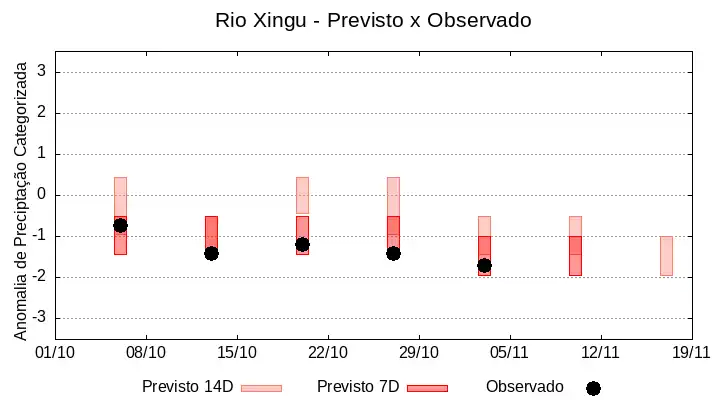 Rio Xingu - Previsto x Observado
Anomalia de Preciptação Categorizada
3
2
1
0
-1
-2
-3
01/10 08/10 15/10 22/10 29/10 05/11 12/11 19/11
Previsto 14D Previsto 7D Observado